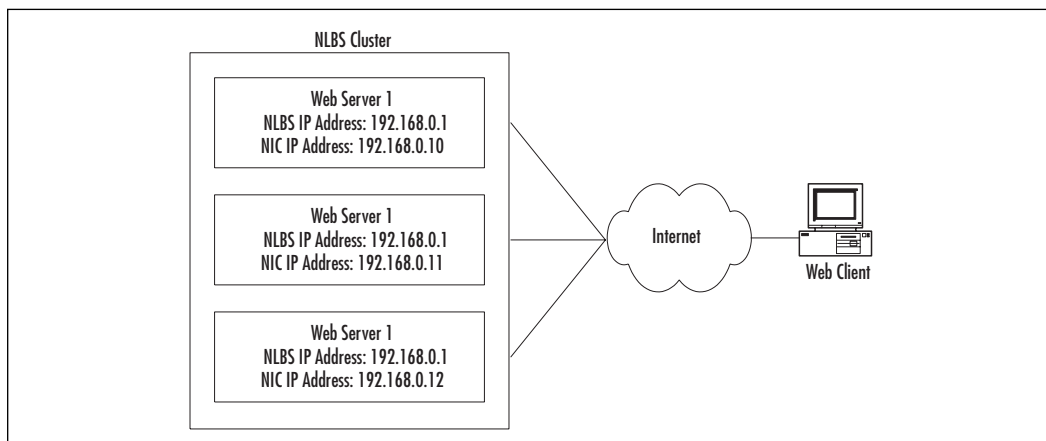 NLBS Cluster
Web Server 1
NLBS IP Address: 192.168.0.1
NIC IP Address: 192.168.0.10
Web Server 1
NLBS IP Address: 192.168.0.1
NIC IP Address: 192.168.0.11
Web Server 1
NLBS IP Address: 192.168.0.1
NIC IP Address: 192.168.0.12
Internet
Web Client